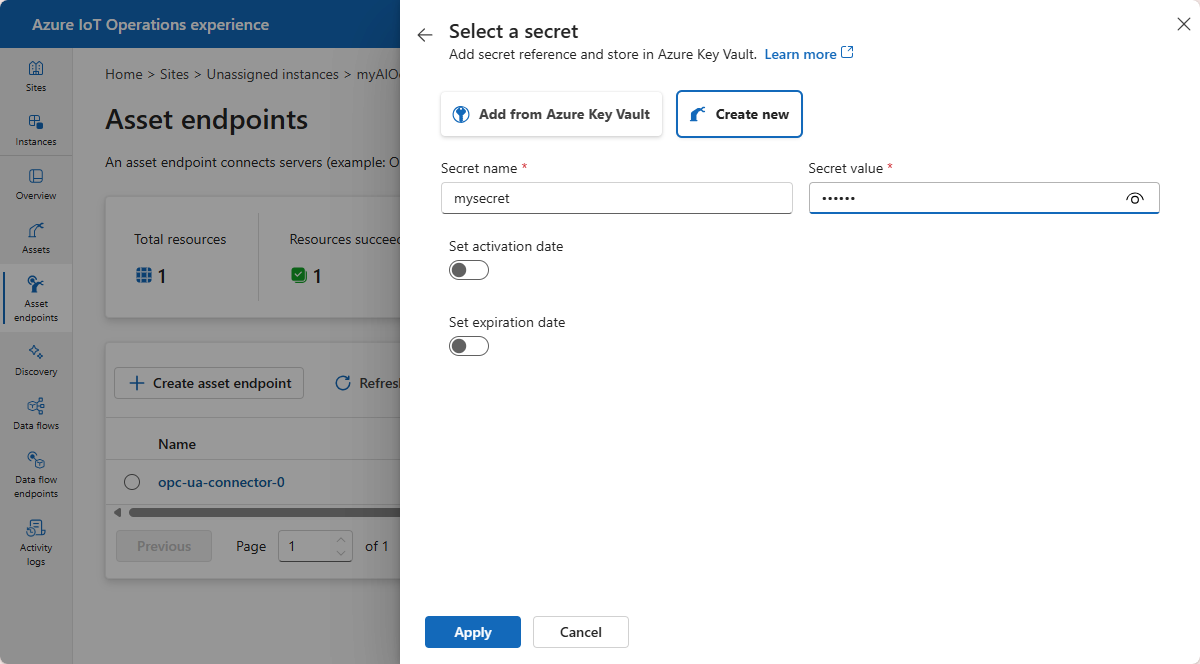 Azure IoT Operations experience
Sites
Instances
Overview
Assets
Asset
endpoints
Discovery
Data flows
Data flow
endpoints
Activity
logs
Home > Sites > Unassigned instances > myAIO
Asset endpoints
An asset endpoint connects servers (example: O
Total resources
1
Resources succeed
1
Create asset endpoint
Refresh
Name
opc-ua-connector-0
Previous
Page
1
of 1
Select a secret
Add secret reference and store in Azure Key Vault. Learn more
Add from Azure Key Vault
Create new
Secret name *
mysecret
Secret value *
••••••
Set activation date
Set expiration date
Apply
Cancel